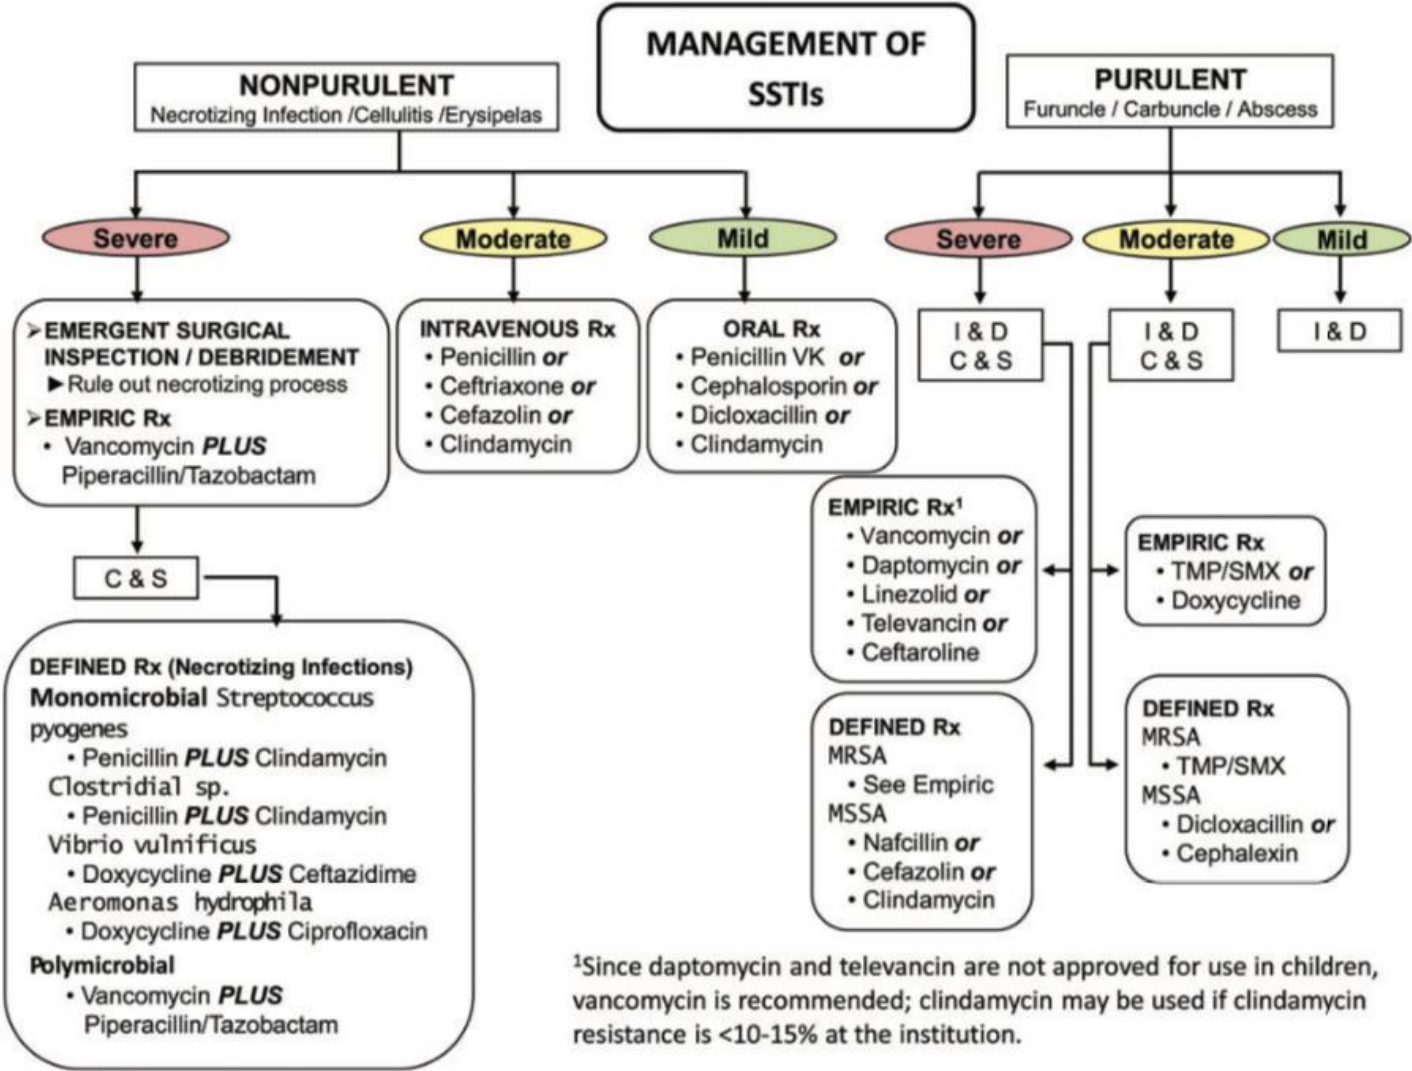 MANAGEMENT OF
SSTIs
NONPURULENT
Necrotizing Infection /Cellulitis /Erysipelas
Severe
➢EMERGENT SURGICAL
INSPECTION / DEBRIDEMENT
►Rule out necrotizing process
➢EMPIRIC Rx
• Vancomycin PLUS
Piperacillin/Tazobactam
C & S
DEFINED Rx (Necrotizing Infections)
Monomicrobial Streptococcus
pyogenes
• Penicillin PLUS Clindamycin
Clostridial sp.
• Penicillin PLUS Clindamycin
Vibrio vulnificus
• Doxycycline PLUS Ceftazidime
Aeromonas hydrophila
• Doxycycline PLUS Ciprofloxacin
Polymicrobial
• Vancomycin PLUS
Piperacillin/Tazobactam
Moderate
INTRAVENOUS Rx
• Penicillin or
• Ceftriaxone or
• Cefazolin or
• Clindamycin
Mild
ORAL Rx
• Penicillin VK or
• Cephalosporin or
• Dicloxacillin or
• Clindamycin
PURULENT
Furuncle / Carbuncle / Abscess
Severe
I & D
C & S
EMPIRIC Rx¹
• Vancomycin or
• Daptomycin or
• Linezolid or
• Televancin or
• Ceftaroline
DEFINED Rx
MRSA
• See Empiric
MSSA
• Nafcillin or
• Cefazolin or
• Clindamycin
Moderate
I & D
C & S
EMPIRIC Rx
• TMP/SMX or
• Doxycycline
DEFINED Rx
MRSA
• TMP/SMX
MSSA
• Dicloxacillin or
• Cephalexin
Mild
I & D
¹Since daptomycin and televancin are not approved for use in children,
vancomycin is recommended; clindamycin may be used if clindamycin
resistance is <10-15% at the institution.